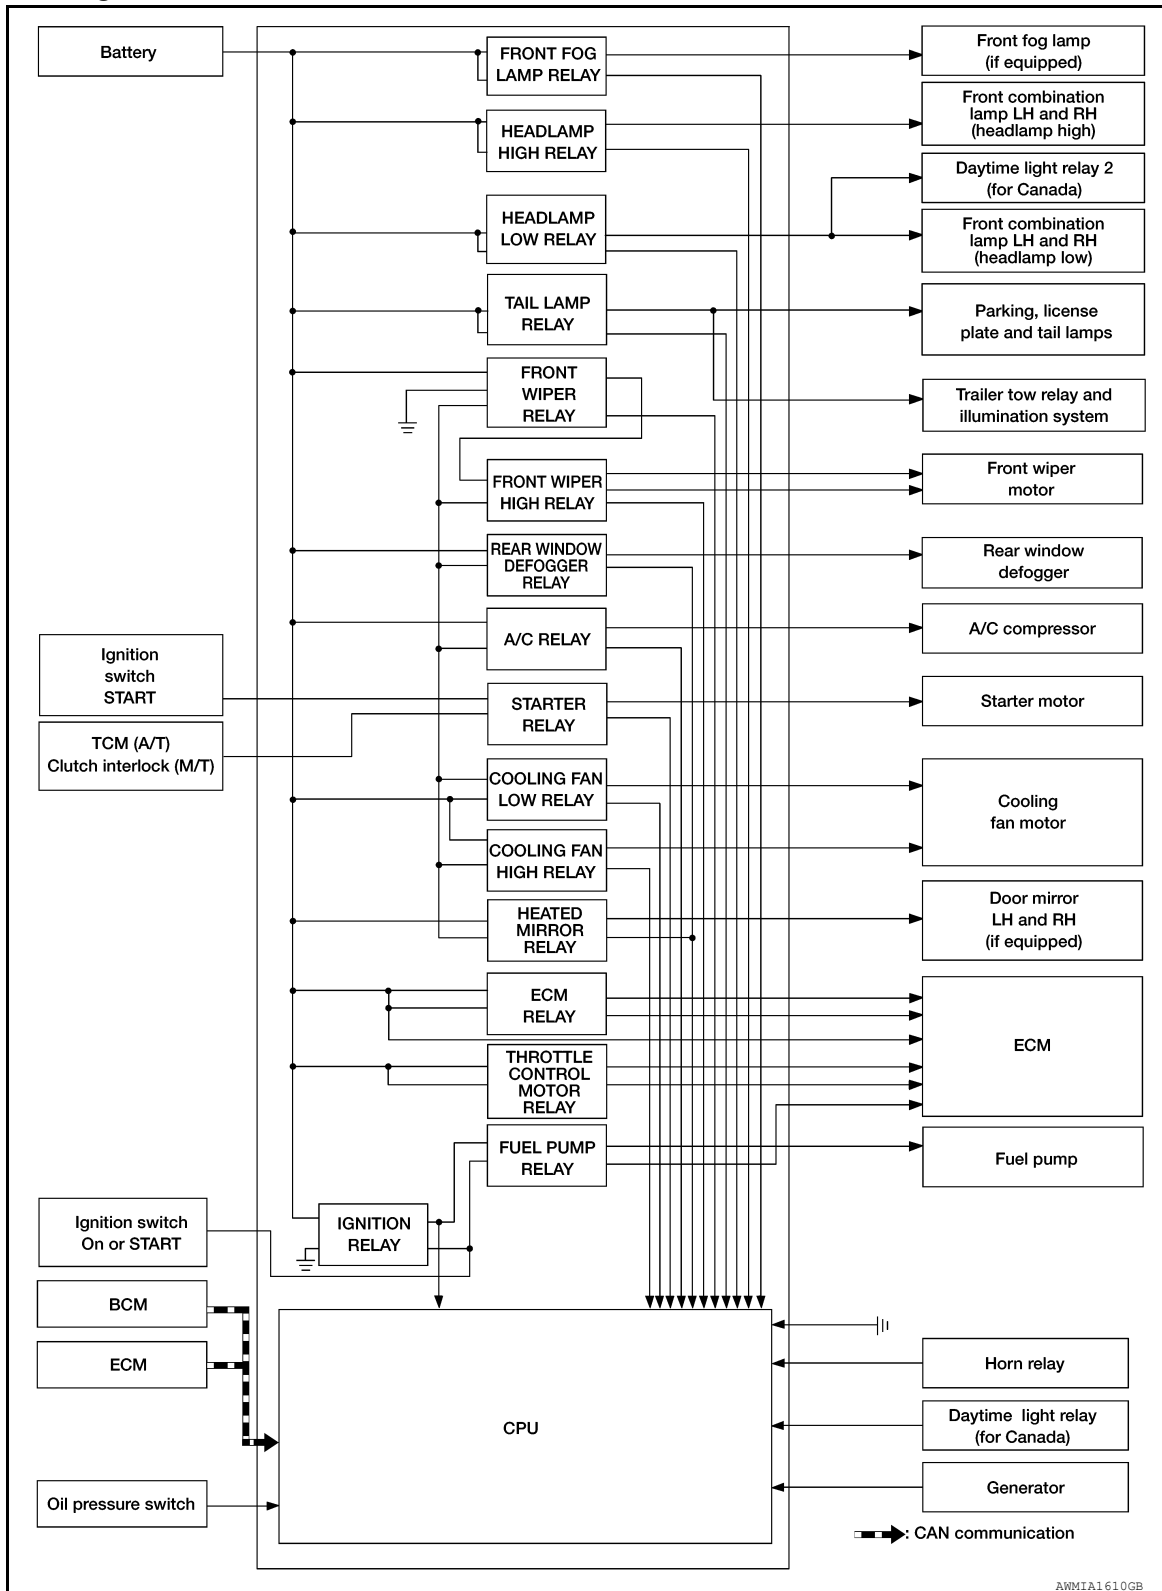 Battery
FRONT FOG
LAMP RELAY
Front fog lamp
(if equipped)
HEADLAMP
HIGH RELAY
Front combination
lamp LH and RH
(headlamp high)
Daytime light relay 2
(for Canada)
HEADLAMP
LOW RELAY
Front combination
lamp LH and RH
(headlamp low)
TAIL LAMP
RELAY
Parking, license
plate and tail lamps
FRONT
WIPER
RELAY
Trailer tow relay and
illumination system
FRONT WIPER
HIGH RELAY
Front wiper
motor
REAR WINDOW
DEFOGGER
RELAY
Rear window
defogger
A/C RELAY
A/C compressor
Ignition
switch
START
STARTER
RELAY
Starter motor
TCM (A/T)
Clutch interlock (M/T)
COOLING FAN
LOW RELAY
Cooling
fan motor
COOLING FAN
HIGH RELAY
HEATED
MIRROR
RELAY
Door mirror
LH and RH
(if equipped)
ECM
RELAY
ECM
THROTTLE
CONTROL
MOTOR
RELAY
FUEL PUMP
RELAY
Fuel pump
Ignition switch
On or START
IGNITION
RELAY
BCM
ECM
CPU
Horn relay
Daytime light relay
(for Canada)
Generator
Oil pressure switch
: CAN communication
AWMIA1610GB